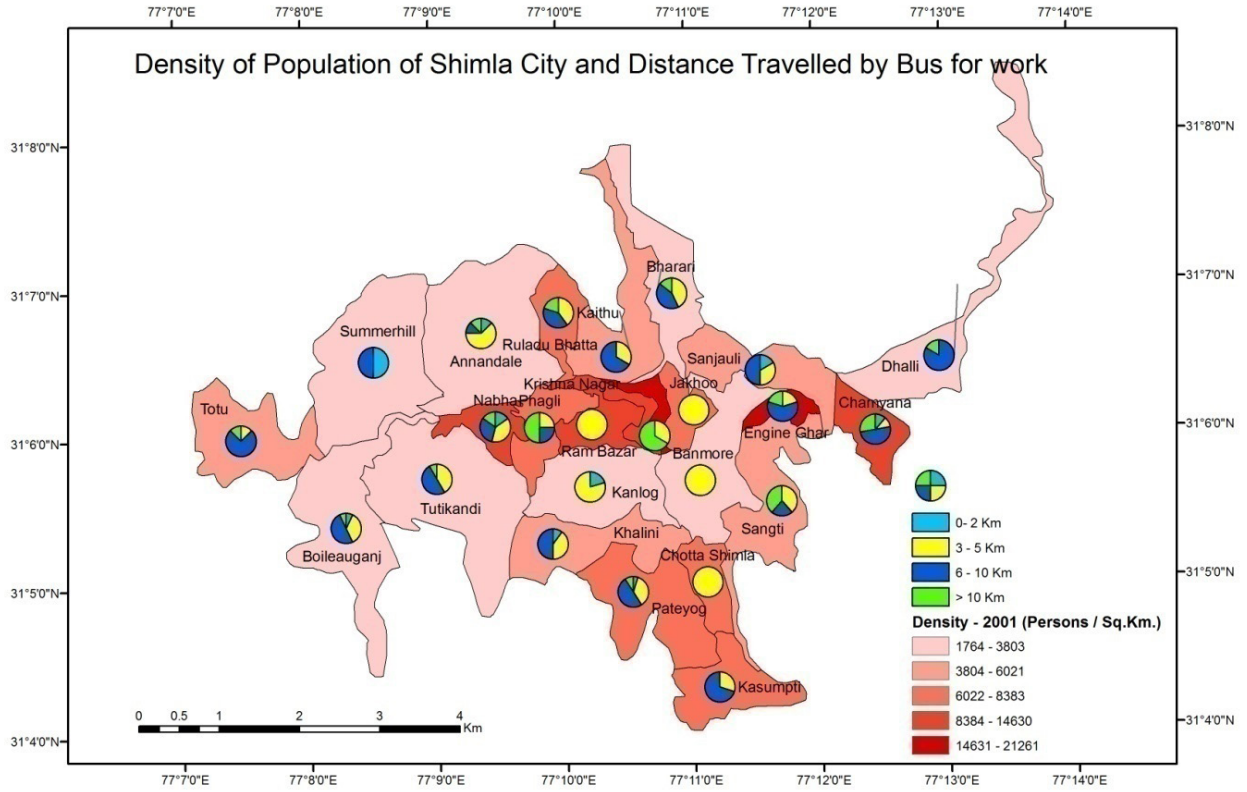 77°7'0"E 77°8'0"E 77°9'0"E 77°10'0"E 77°11'0"E 77°12'0"E 77°13'0"E 77°14'0"E
Density of Population of Shimla City and Distance Travelled by Bus for work
31°8'0"N
31°8'0"N
31°7'0"N
31°70'0"N
31°6'0"N
31°60'0"N
31°5'0"N
31°50'0"N
31°4'0"N
31°4'0"N
Bharari
Kaithu
Summerhill
Annandale
Ruladu Bhatta
Sanjauli
Dhalli
Krishna Nagar
Jakhoo
Totu
Nabha
Phagli
Chamyana
Engine Ghar
Ram Bazar
Banmore
Kanlog
Tutikandi
Sangti
Khalini
Boileauganj
Chotta Shimla
Pateyog
Kasumpti
0- 2 Km
3 - 5 Km
6 - 10 Km
> 10 Km
Density - 2001 (Persons / Sq.Km.)
1764 - 3803
3804 - 6021
6022 - 8383
8384 - 14630
14631 - 21261
0 0.5 1 2 3 4
Km
77°7'0"E 77°8'0"E 77°9'0"E 77°10'0"E 77°11'0"E 77°12'0"E 77°13'0"E 77°14'0"E